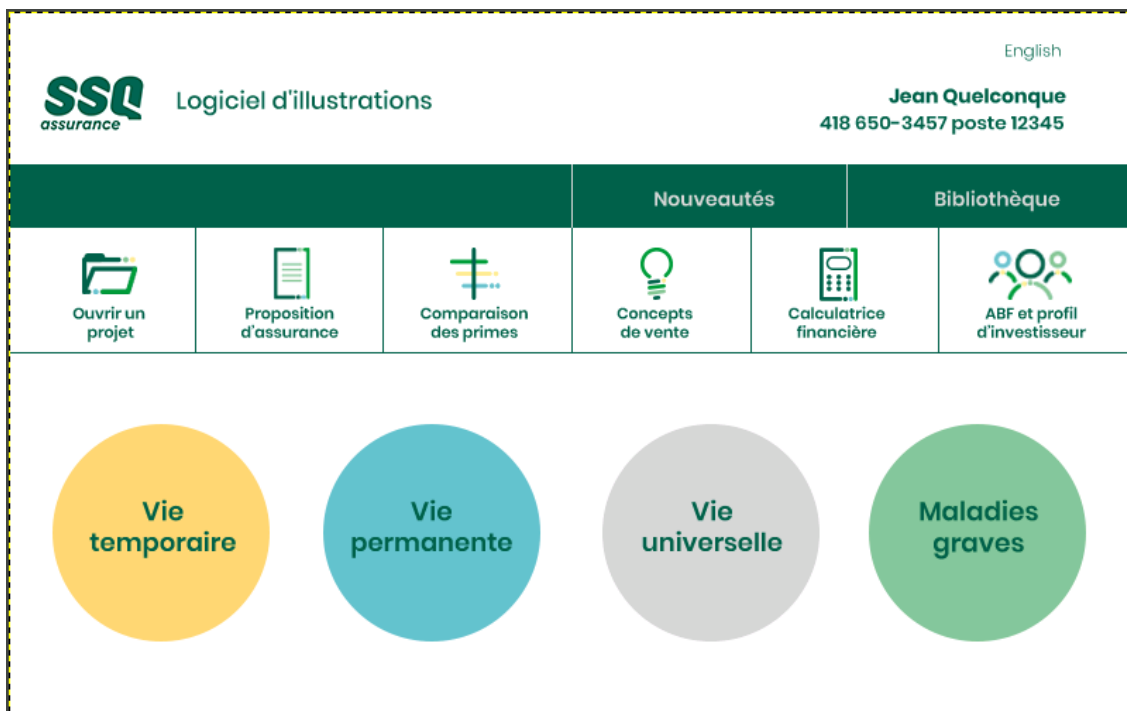 English
SSQ
assurance
Logiciel d'illustrations
Jean Quelconque
418 650-3457 poste 12345
Nouveautés
Bibliothèque
Ouvrir un
projet
Proposition
d'assurance
Comparaison
des primes
Concepts
de vente
Calculatrice
financière
ABF et profil
d'investisseur
Vie
temporaire
Vie
permanente
Vie
universelle
Maladies
graves